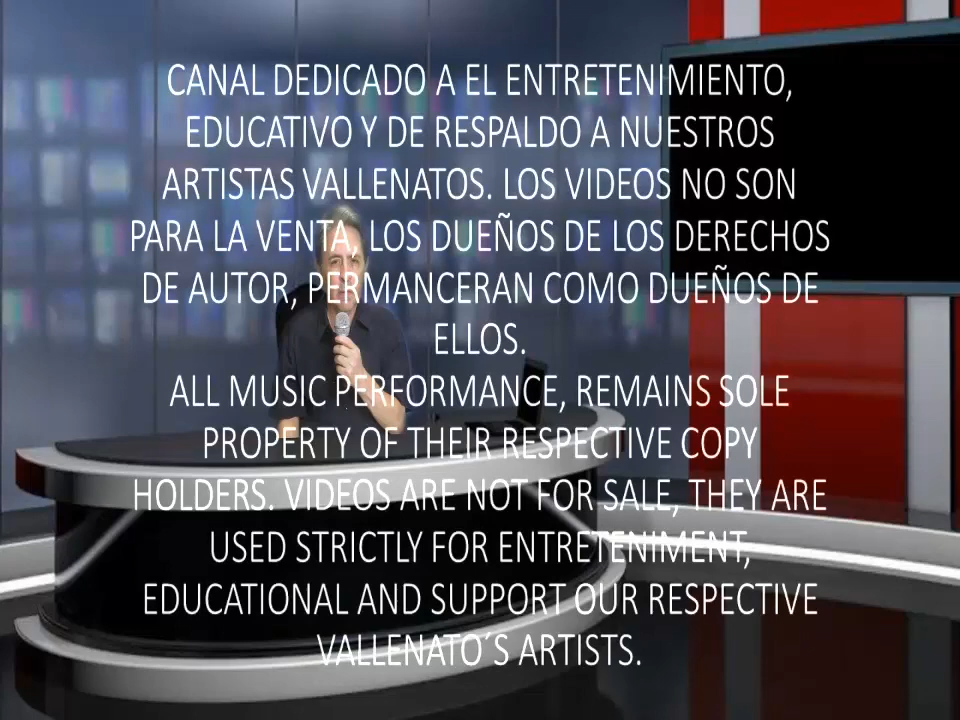 CANAL DEDICADO A EL ENTRETENIMIENTO,
EDUCATIVO Y DE RESPALDO A NUESTROS
ARTISTAS VALLENATOS. LOS VIDEOS NO SON
PARA LA VENTA, LOS DUEÑOS DE LOS DERECHOS
DE AUTOR, PERMANCERAN COMO DUEÑOS DE
ELLOS.
ALL MUSIC PERFORMANCE, REMAINS SOLE
PROPERTY OF THEIR RESPECTIVE COPY
HOLDERS. VIDEOS ARE NOT FOR SALE, THEY ARE
USED STRICTLY FOR ENTRETENIMENT,
EDUCATIONAL AND SUPPORT OUR RESPECTIVE
VALLENATO´S ARTISTS.